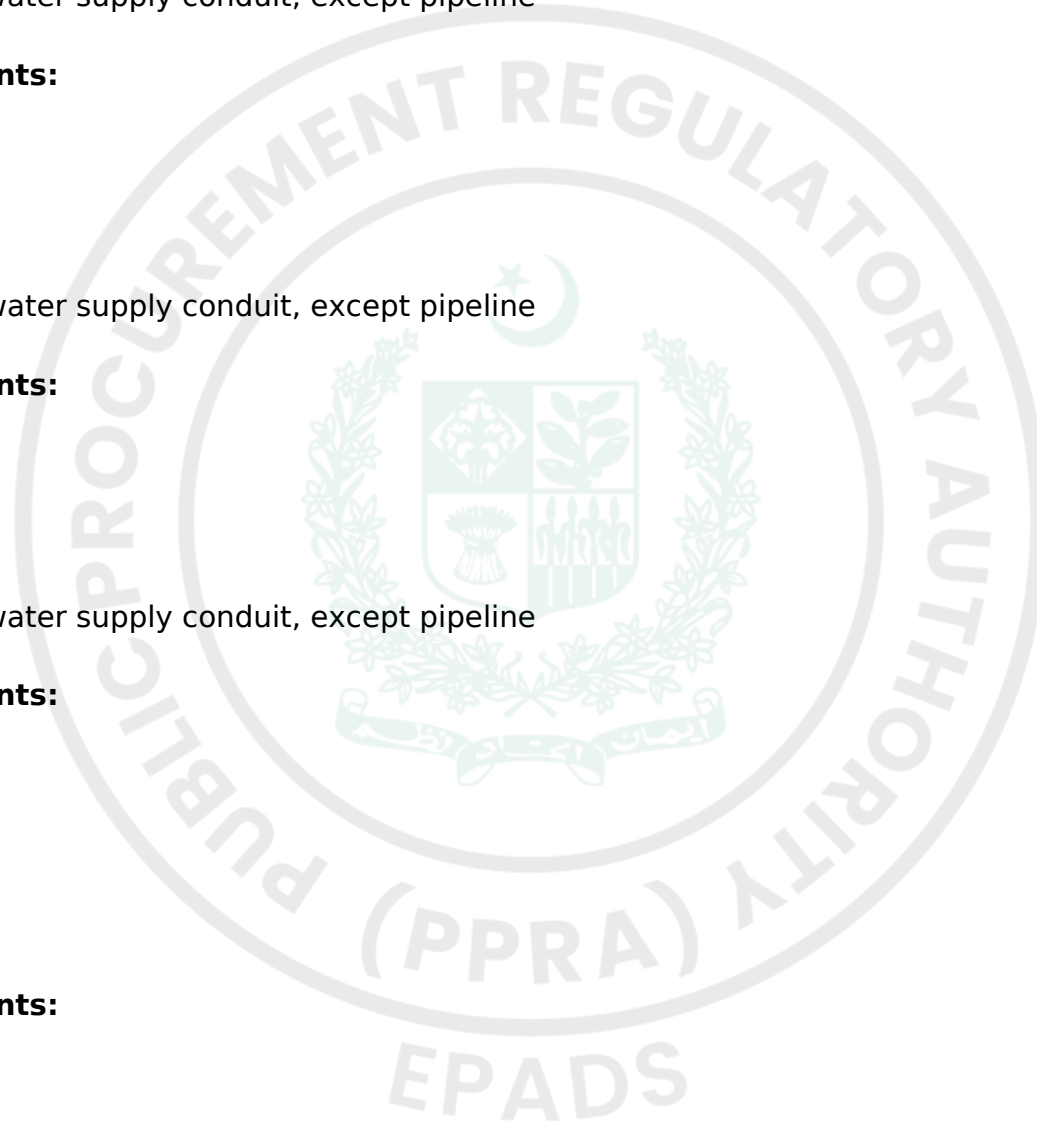 water supply conduit, except pipeline
nts:
water supply conduit, except pipeline
nts:
water supply conduit, except pipeline
nts:
nts:
PUBLIC PROCUREMENT REGULATORY AUTHORITY
(PPRA)
EPADS